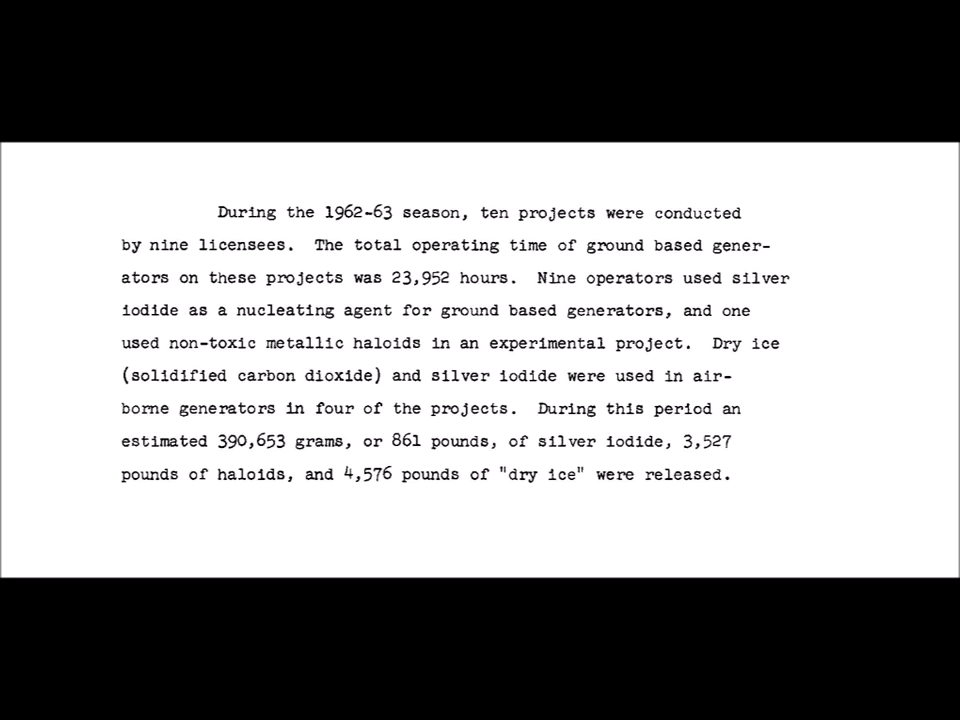 During the 1962-63 season, ten projects were conducted
by nine licensees. The total operating time of ground based gener-
ators on these projects was 23,952 hours. Nine operators used silver
iodide as a nucleating agent for ground based generators, and one
used non-toxic metallic haloids in an experimental project. Dry ice
(solidified carbon dioxide) and silver iodide were used in air-
borne generators in four of the projects. During this period an
estimated 390,653 grams, or 861 pounds, of silver iodide, 3,527
pounds of haloids, and 4,576 pounds of "dry ice" were released.